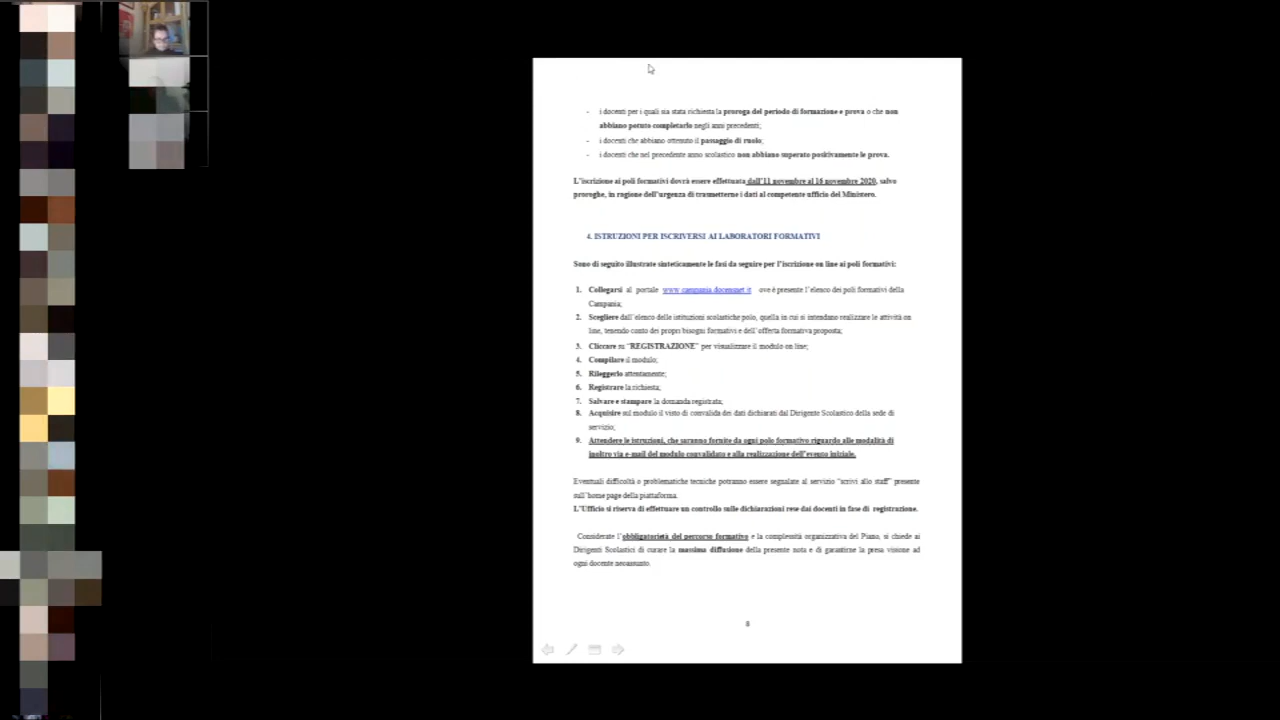 - i docenti per i quali sia stata richiesta la proroga del periodo di formazione e prova o che non
abbiano potuto completarlo negli anni precedenti;
- i docenti che abbiano ottenuto il passaggio di ruolo;
- i docenti che nel precedente anno scolastico non abbiano superato positivamente le prova.
L'iscrizione ai poli formativi dovrà essere effettuata dall'11 novembre al 16 novembre 2020, salvo
proroghe, in ragione dell'urgenza di trasmetterne i dati al competente ufficio del Ministero.
4. ISTRUZIONI PER ISCRIVERSI AI LABORATORI FORMATIVI
Sono di seguito illustrate sinteticamente le fasi da seguire per l'iscrizione on line ai poli formativi:
1. Collegarsi al portale www.campania.docensnet.it ove è presente l'elenco dei poli formativi della
Campania;
2. Scegliere dall'elenco delle istituzioni scolastiche polo, quella in cui si intendano realizzare le attività on
line, tenendo conto dei propri bisogni formativi e dell'offerta formativa proposta;
3. Cliccare su "REGISTRAZIONE" per visualizzare il modulo on line;
4. Compilare il modulo;
5. Rileggerlo attentamente;
6. Registrare la richiesta;
7. Salvare e stampare la domanda registrata;
8. Acquisire sul modulo il visto di convalida dei dati dichiarati dal Dirigente Scolastico della sede di
servizio;
9. Attendere le istruzioni, che saranno fornite da ogni polo formativo riguardo alle modalità di
inoltro via e-mail del modulo convalidato e alla realizzazione dell'evento iniziale.
Eventuali difficoltà o problematiche tecniche potranno essere segnalate al servizio "scrivi allo staff" presente
sull'home page della piattaforma.
L'Ufficio si riserva di effettuare un controllo sulle dichiarazioni rese dai docenti in fase di registrazione.
Considerate l'obbligatorietà del percorso formativo e la complessità organizzativa del Piano, si chiede ai
Dirigenti Scolastici di curare la massima diffusione della presente nota e di garantirne la presa visione ad
ogni docente neoassunto.
8